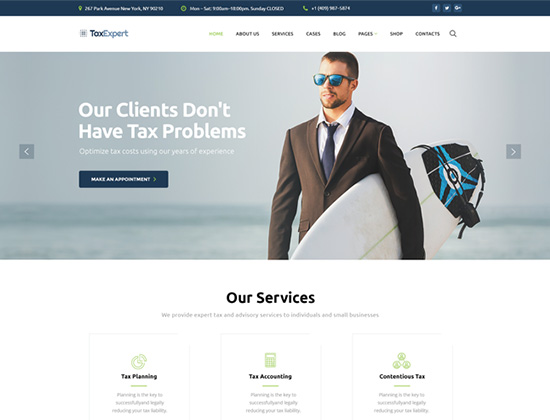 267 Park Avenue New York, NY 90210
Mon - Sat: 9:00am-18:00pm. Sunday CLOSED
+1 (409) 987-5874
TaxExpert
HOME ABOUT US SERVICES CASES BLOG PAGES SHOP CONTACTS
Our Clients Don't
Have Tax Problems
Optimize tax costs using our years of experience
MAKE AN APPOINTMENT
Our Services
We provide expert tax and advisory services to individuals and small businesses
Tax Planning
Planning is the key to
successfullyand legally
reducing your tax liability.
Tax Accounting
Planning is the key to
successfullyand legally
reducing your tax liability.
Contentious Tax
Planning is the key to
successfullyand legally
reducing your tax liability.